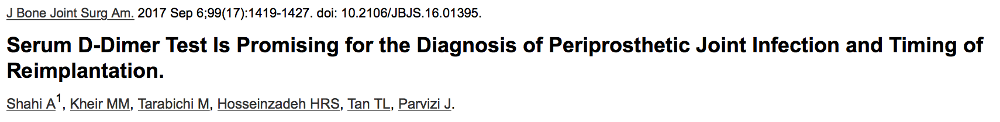 J Bone Joint Surg Am. 2017 Sep 6;99(17):1419-1427. doi: 10.2106/JBJS.16.01395.
Serum D-Dimer Test Is Promising for the Diagnosis of Periprosthetic Joint Infection and Timing of
Reimplantation.
Shahi A1, Kheir MM, Tarabichi M, Hosseinzadeh HRS, Tan TL, Parvizi J.